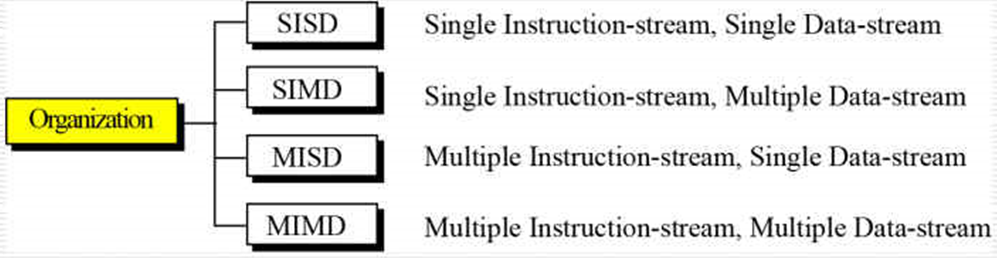 SISD Single Instruction-stream, Single Data-stream
SIMD Single Instruction-stream, Multiple Data-stream
Organization
MISD Multiple Instruction-stream, Single Data-stream
MIMD Multiple Instruction-stream, Multiple Data-stream